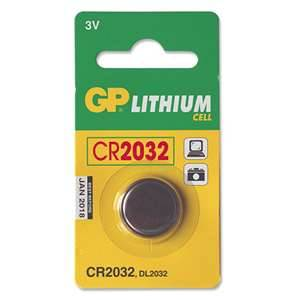 3V
GP LITHIUM
CELL
CR2032
JAN 2018
CR2032, DL2032